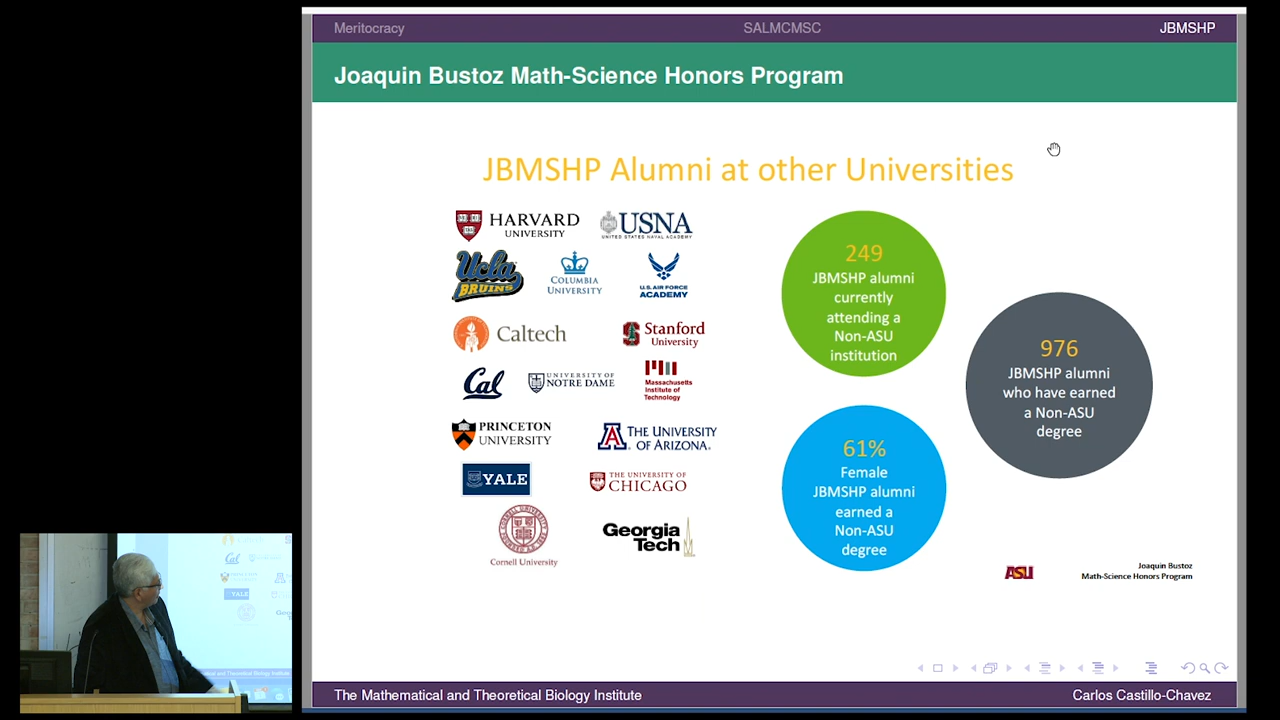 Meritocracy
SALMCMSC
JBMSHP
Joaquin Bustoz Math-Science Honors Program
JBMSHP Alumni at other Universities
HARVARD
UNIVERSITY
USNA
UNITED STATES NAVAL ACADEMY
Ucla
BRUINS
COLUMBIA
UNIVERSITY
U.S. AIR FORCE
ACADEMY
Caltech
Stanford
University
Cal
UNIVERSITY OF
NOTRE DAME
Massachusetts
Institute of
Technology
PRINCETON
UNIVERSITY
THE UNIVERSITY
OF ARIZONA
YALE
THE UNIVERSITY OF
CHICAGO
Cornell University
Georgia
Tech
249
JBMSHP alumni
currently
attending a
Non-ASU
institution
61%
Female
JBMSHP alumni
earned a
Non-ASU
degree
976
JBMSHP alumni
who have earned
a Non-ASU
degree
ASU
Joaquin Bustoz
Math-Science Honors Program
The Mathematical and Theoretical Biology Institute
Carlos Castillo-Chavez